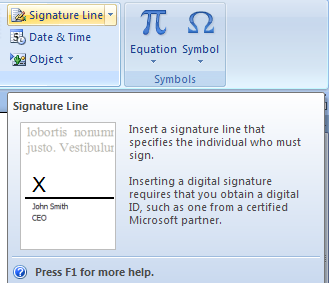 Signature Line
Date & Time
Object
π Ω
Equation Symbol
Symbols
Signature Line
lobortis nonumm
justo. Vestibulur
X
John Smith
CEO
Insert a signature line that
specifies the individual who must
sign.
Inserting a digital signature
requires that you obtain a digital
ID, such as one from a certified
Microsoft partner.
Press F1 for more help.